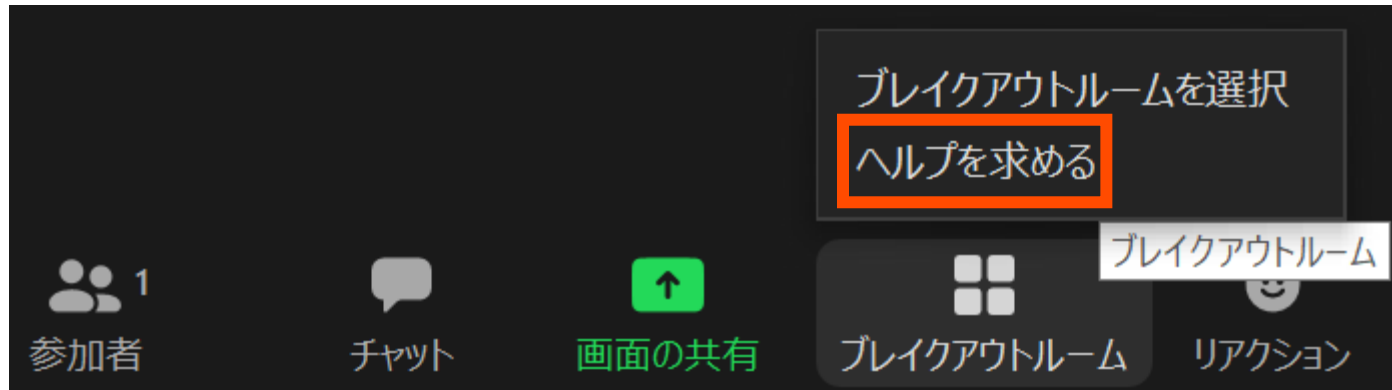 ブレイクアウトルームを選択
ヘルプを求める
ブレイクアウトルーム
1
参加者
チャット
画面の共有
ブレイクアウトルーム
リアクション